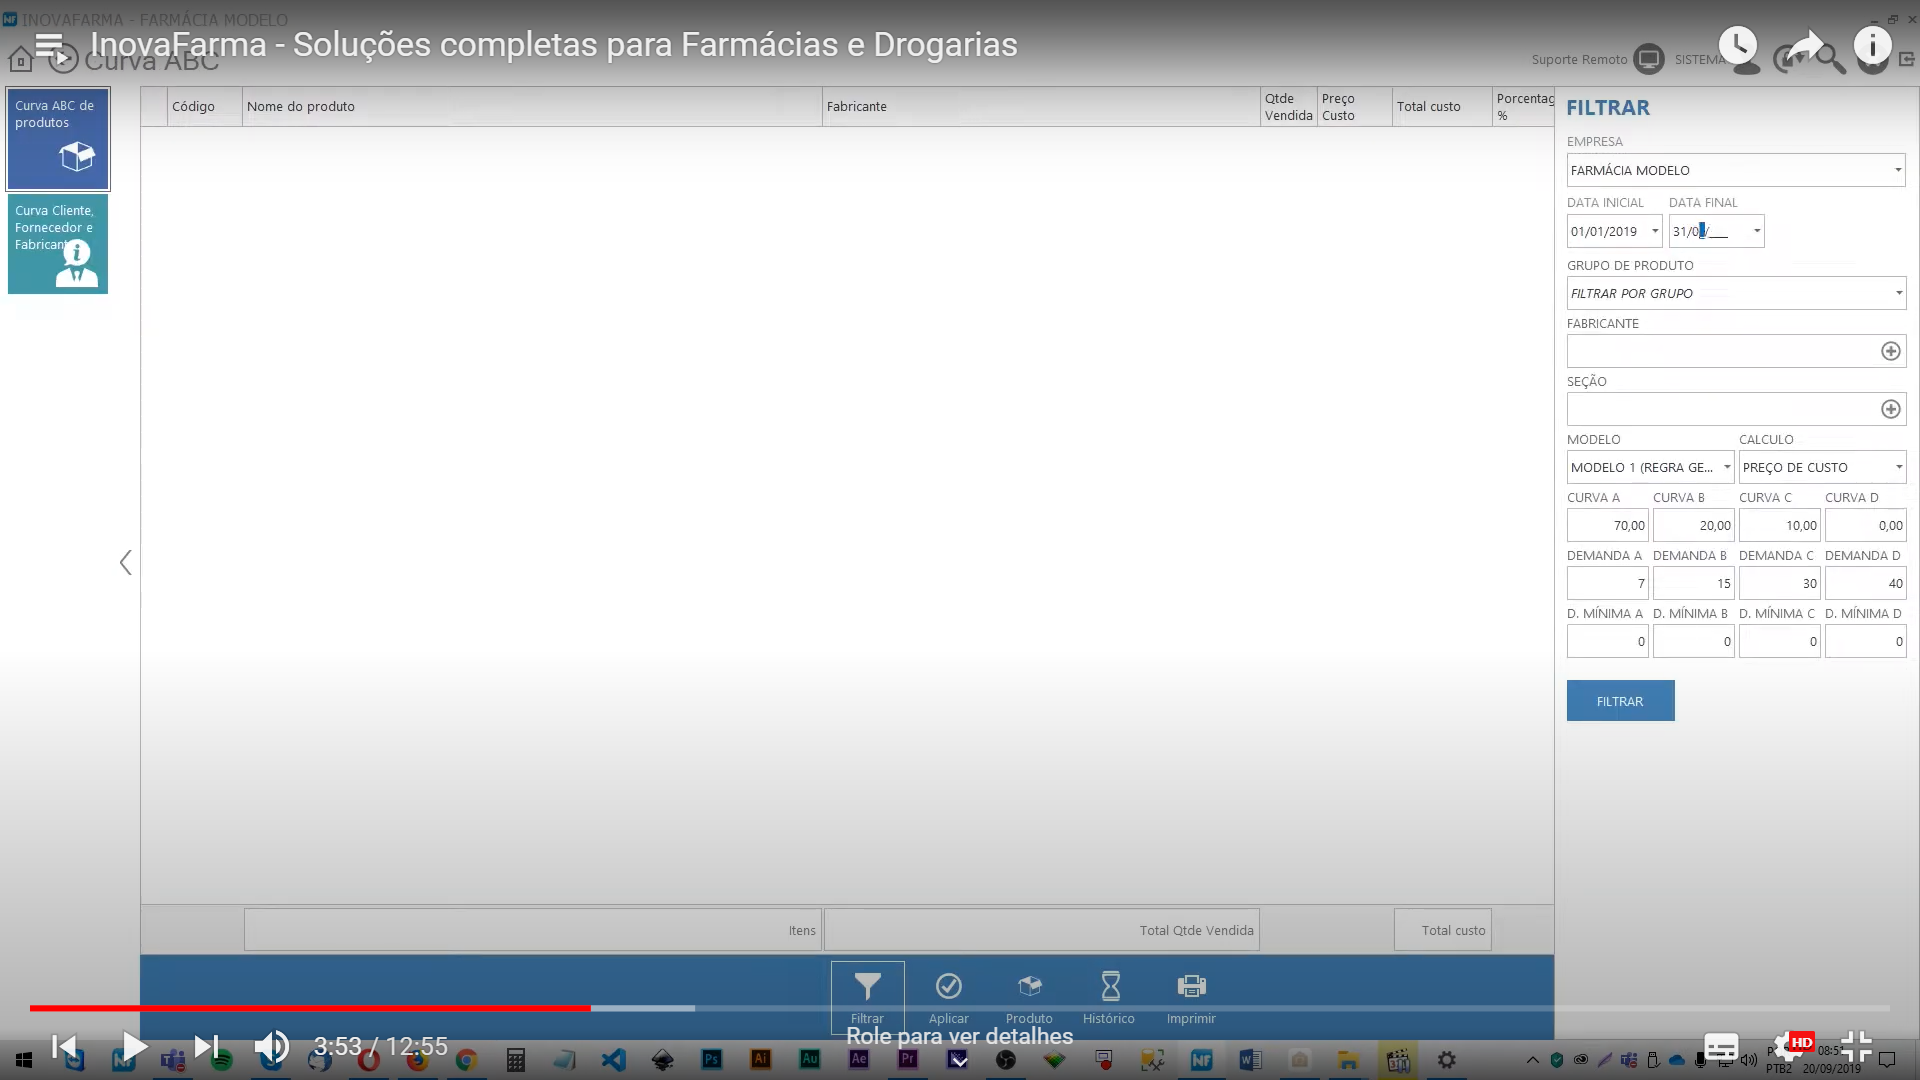 INOVAFARMA - FARMÁCIA MODELO
InovaFarma - Soluções completas para Farmácias e Drogarias
Curva ABC
Suporte Remoto
SISTEMA
Curva ABC de
produtos
Curva Cliente,
Fornecedor e
Código
Nome do produto
Fabricante
Qtde
Vendida
Preço
Custo
Total custo
Porcentag
%
FILTRAR
EMPRESA
FARMÁCIA MODELO
DATA INICIAL DATA FINAL
01/01/2019
GRUPO DE PRODUTO
FILTRAR POR GRUPO
FABRICANTE
SEÇÃO
MODELO CALCULO
MODELO 1 (REGRA GE... PREÇO DE CUSTO
CURVA A CURVA B CURVA C CURVA D
70,00 20,00 10,00 0,00
DEMANDA A DEMANDA B DEMANDA C DEMANDA D
7 15 30 40
D. MÍNIMA A D. MÍNIMA B D. MÍNIMA C D. MÍNIMA D
0 0 0 0
FILTRAR
Itens
Total Qtde Vendida
Total custo
Filtrar
Aplicar
Produto
Histórico
Imprimir
Role para ver detalhes
3:53 / 12:55
HD
Ps
Ai
Au
Ae
Pr
NF
PTB2
20/09/2019